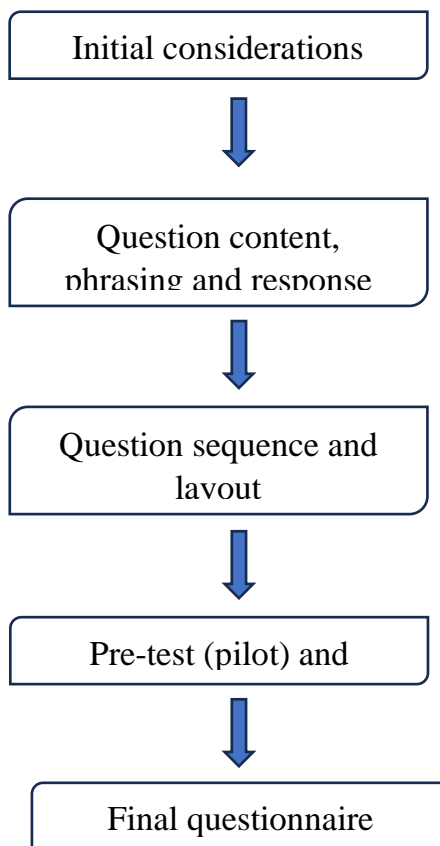 Initial considerations
Question content,
phrasing and response
Question sequence and
layout
Pre-test (pilot) and
Final questionnaire